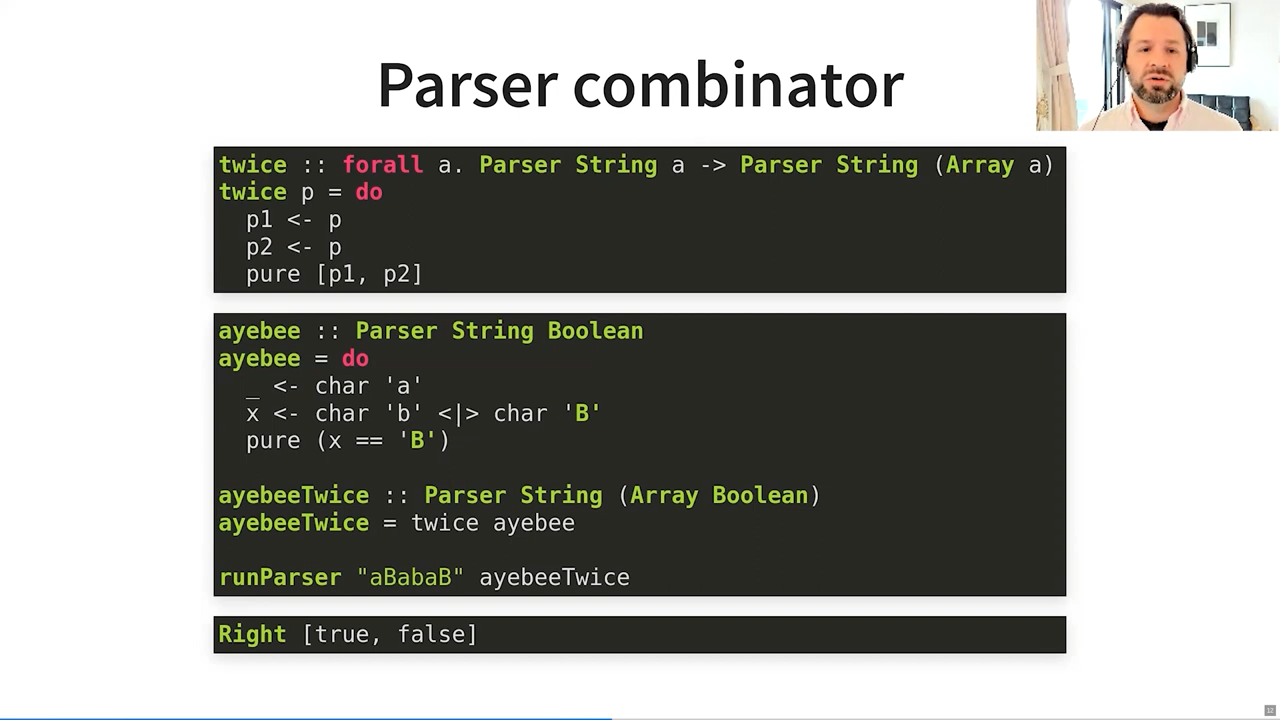 Parser combinator
twice :: forall a. Parser String a -> Parser String (Array a)
twice p = do
  p1 <- p
  p2 <- p
  pure [p1, p2]
ayebee :: Parser String Boolean
ayebee = do
  _ <- char 'a'
  x <- char 'b' <|> char 'B'
  pure (x == 'B')
ayebeeTwice :: Parser String (Array Boolean)
ayebeeTwice = twice ayebee
runParser "aBabaB" ayebeeTwice
Right [true, false]
12